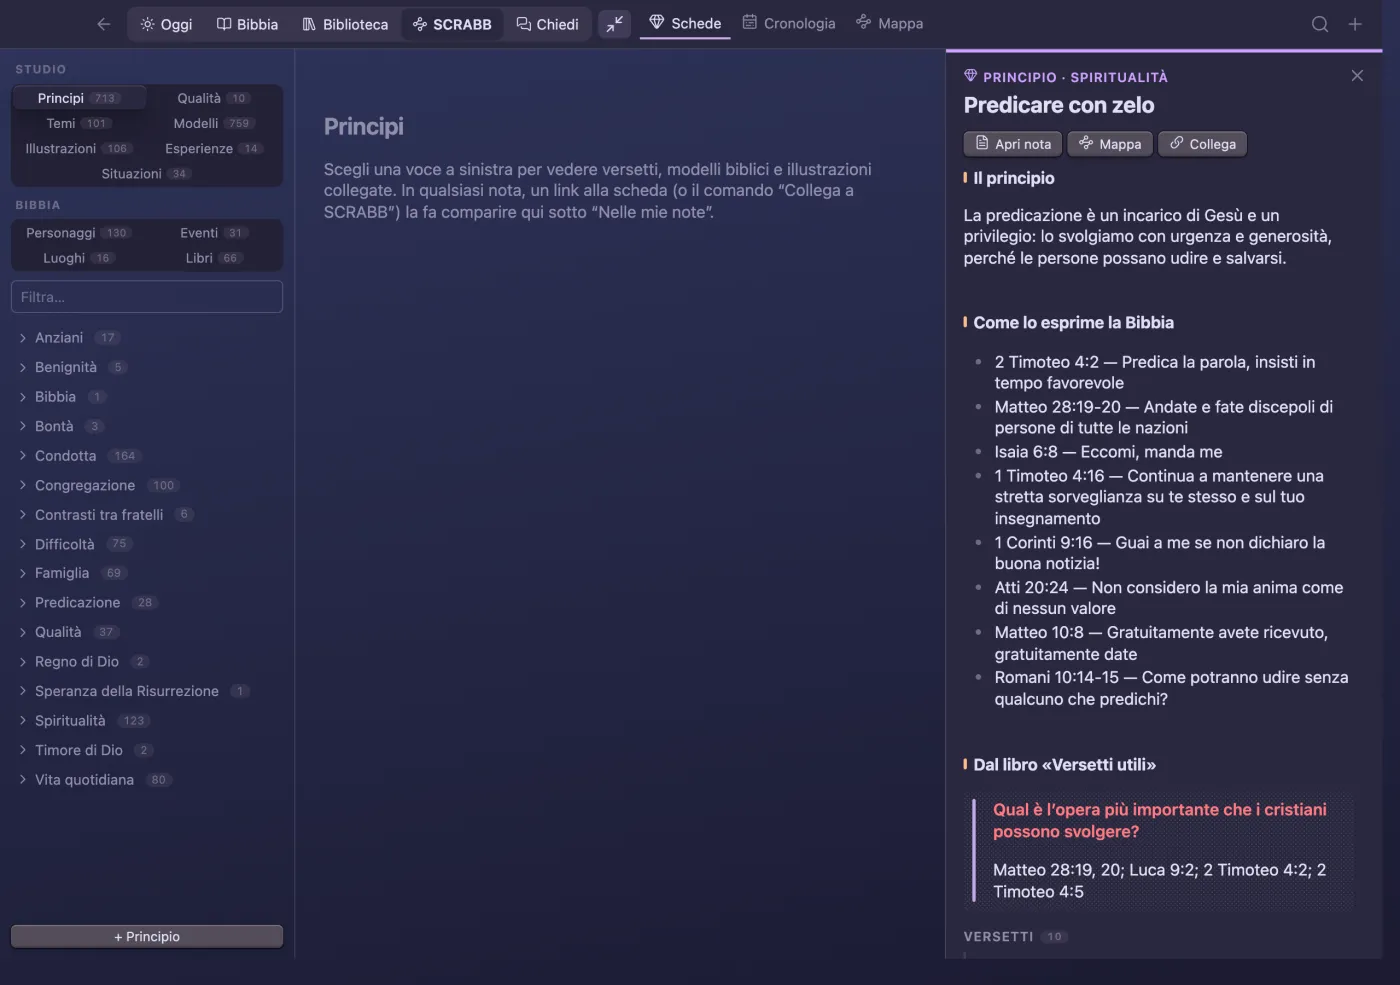 Oggi Bibbia Biblioteca SCRABB Chiedi Schede Cronologia Mappa
STUDIO
Principi 713 Qualità 10
Temi 101 Modelli 759
Illustrazioni 106 Esperienze 14
Situazioni 34
BIBBIA
Personaggi 130 Eventi 31
Luoghi 16 Libri 66
Filtra...
Anziani 17
Benignità 5
Bibbia 1
Bontà 3
Condotta 164
Congregazione 100
Contrasti tra fratelli 6
Difficoltà 75
Famiglia 69
Predicazione 28
Qualità 37
Regno di Dio 2
Speranza della Risurrezione 1
Spiritualità 123
Timore di Dio 2
Vita quotidiana 80
+ Principio
Principi
Scegli una voce a sinistra per vedere versetti, modelli biblici e illustrazioni
collegate. In qualsiasi nota, un link alla scheda (o il comando “Collega a
SCRABB”) la fa comparire qui sotto “Nelle mie note”.
PRINCIPIO · SPIRITUALITÀ
Predicare con zelo
Apri nota Mappa Collega
Il principio
La predicazione è un incarico di Gesù e un
privilegio: lo svolgiamo con urgenza e generosità,
perché le persone possano udire e salvarsi.
Come lo esprime la Bibbia
• 2 Timoteo 4:2 — Predica la parola, insisti in
tempo favorevole
• Matteo 28:19-20 — Andate e fate discepoli di
persone di tutte le nazioni
• Isaia 6:8 — Eccomi, manda me
• 1 Timoteo 4:16 — Continua a mantenere una
stretta sorveglianza su te stesso e sul tuo
insegnamento
• 1 Corinti 9:16 — Guai a me se non dichiaro la
buona notizia!
• Atti 20:24 — Non considero la mia anima come
di nessun valore
• Matteo 10:8 — Gratuitamente avete ricevuto,
gratuitamente date
• Romani 10:14-15 — Come potranno udire senza
qualcuno che predichi?
Dal libro «Versetti utili»
Qual è l’opera più importante che i cristiani
possono svolgere?
Matteo 28:19, 20; Luca 9:2; 2 Timoteo 4:2; 2
Timoteo 4:5
VERSETTI 10